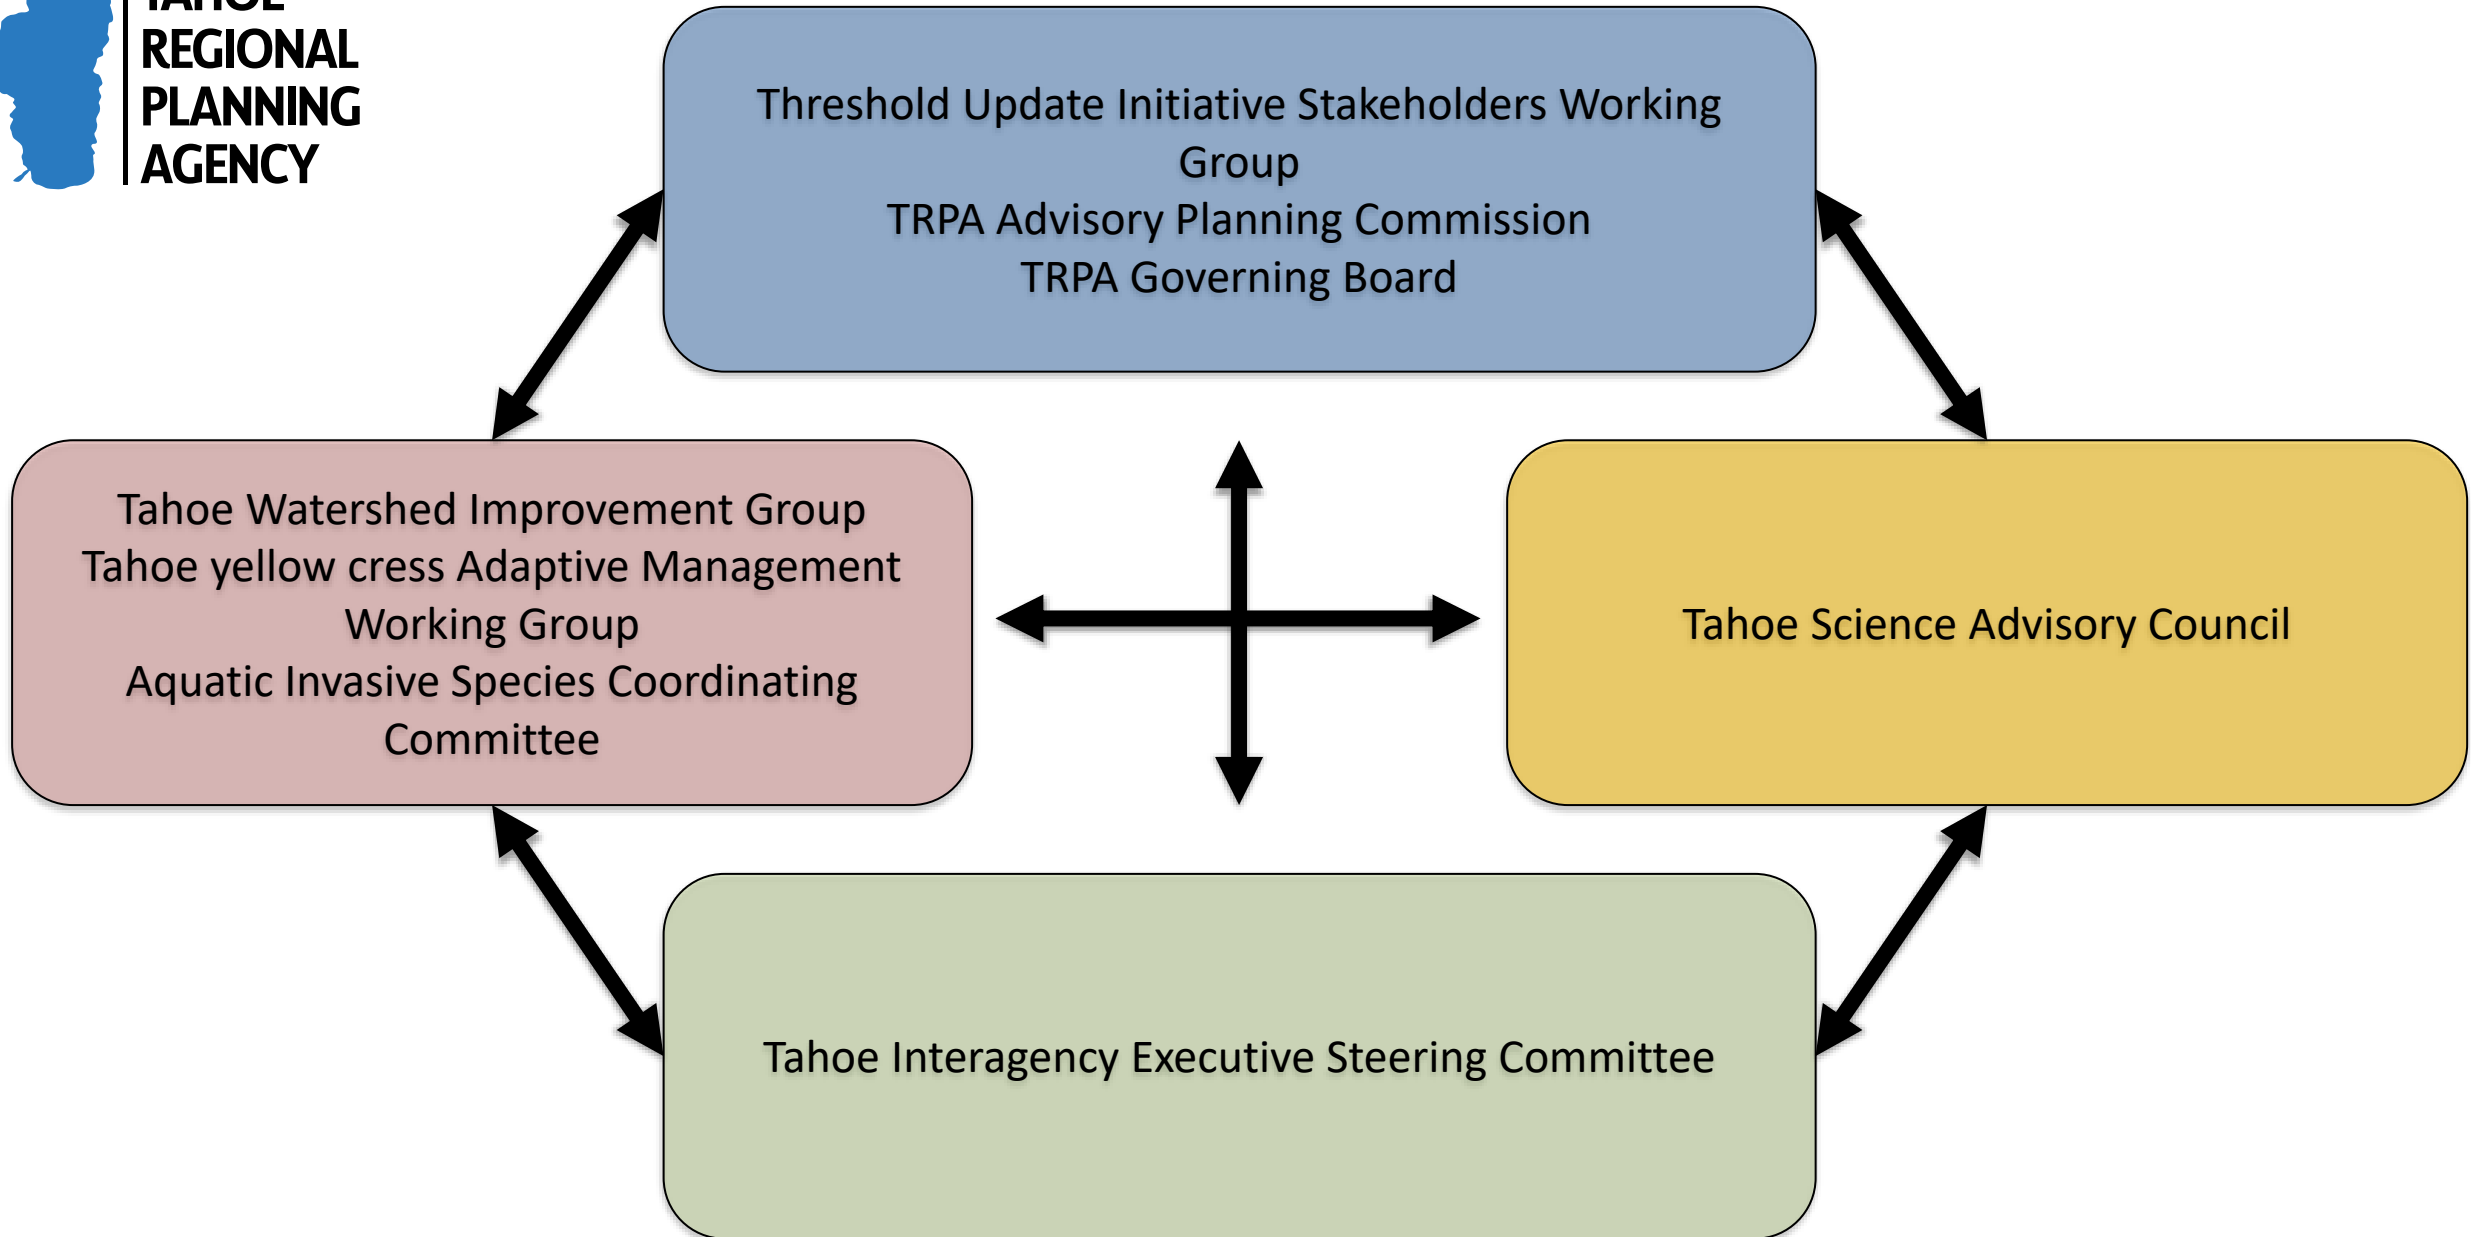 TAHOE
REGIONAL
PLANNING
AGENCY
Threshold Update Initiative Stakeholders Working
Group
TRPA Advisory Planning Commission
TRPA Governing Board
Tahoe Watershed Improvement Group
Tahoe yellow cress Adaptive Management
Working Group
Aquatic Invasive Species Coordinating
Committee
Tahoe Science Advisory Council
Tahoe Interagency Executive Steering Committee